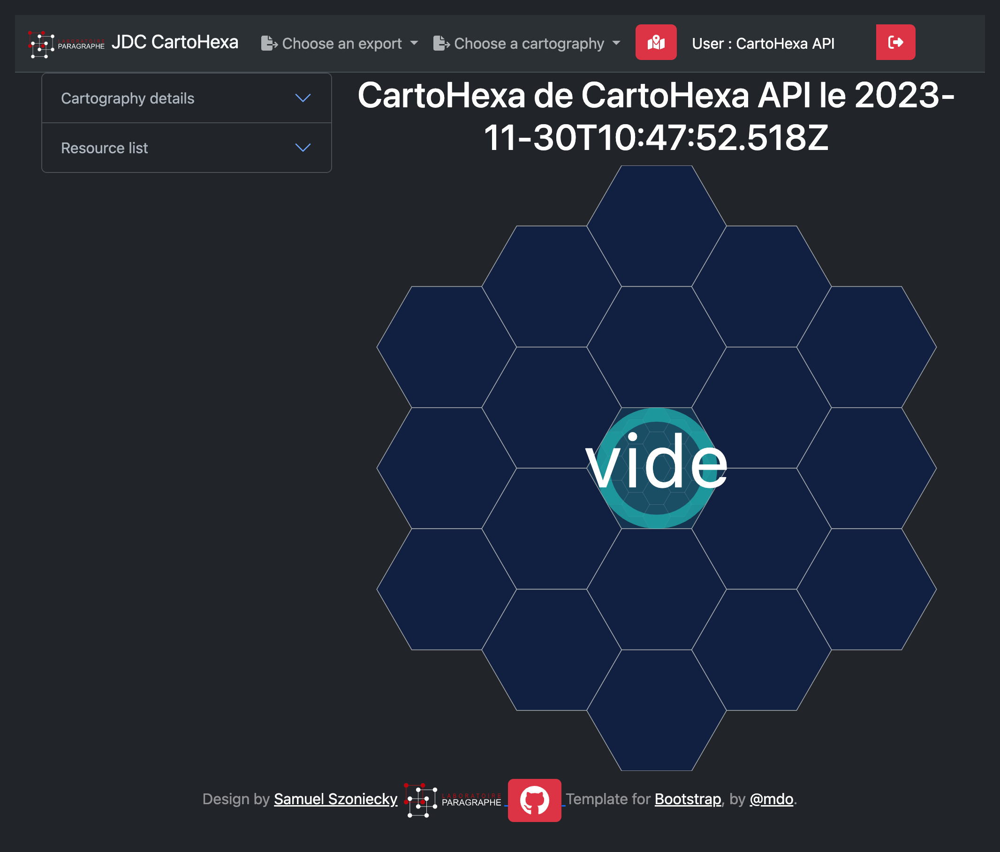 LABORATOIRE
PARAGRAPHE
JDC CartoHexa
Choose an export
Choose a cartography
User : CartoHexa API
Cartography details
Resource list
CartoHexa de CartoHexa API le 2023-
11-30T10:47:52.518Z
vide
Design by Samuel Szoniecky LABORATOIRE PARAGRAPHE Template for Bootstrap, by @mdo.